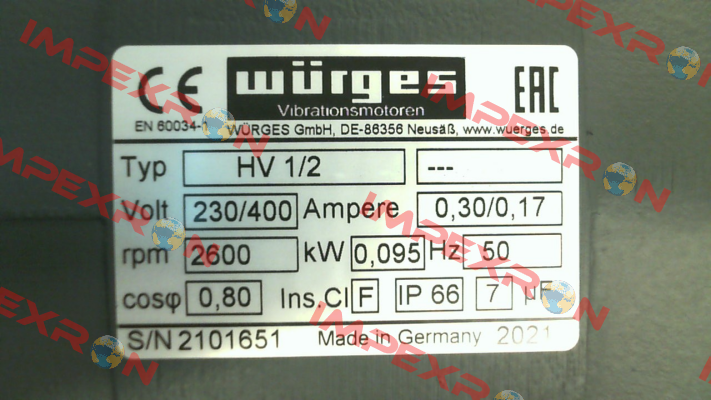 CE würges EAC
Vibrationsmotoren
EN 60034-1 WÜRGES GmbH, DE-86356 Neusäß, www.wuerges.de
Typ HV 1/2 ---
Volt 230/400 Ampere 0,30/0,17
rpm 2600 kW 0,095 Hz 50
cosφ 0,80 Ins.Cl F IP 66 7 µF
S/N 2101651 Made in Germany 2021
IMPEXRON
IMPEXRON
IMPEXRON
IMPEXRON
IMPEXRON